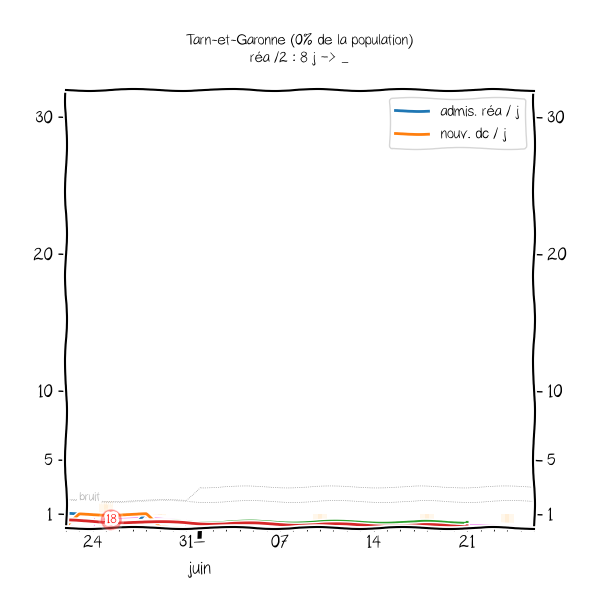 Tarn-et-Garonne (0% de la population)
réa /2 : 8 j -> _
admis. réa / j
nouv. dc / j
30
30
20
20
10
10
5
5
bruit
18
1
1
24
31
07
14
21
juin